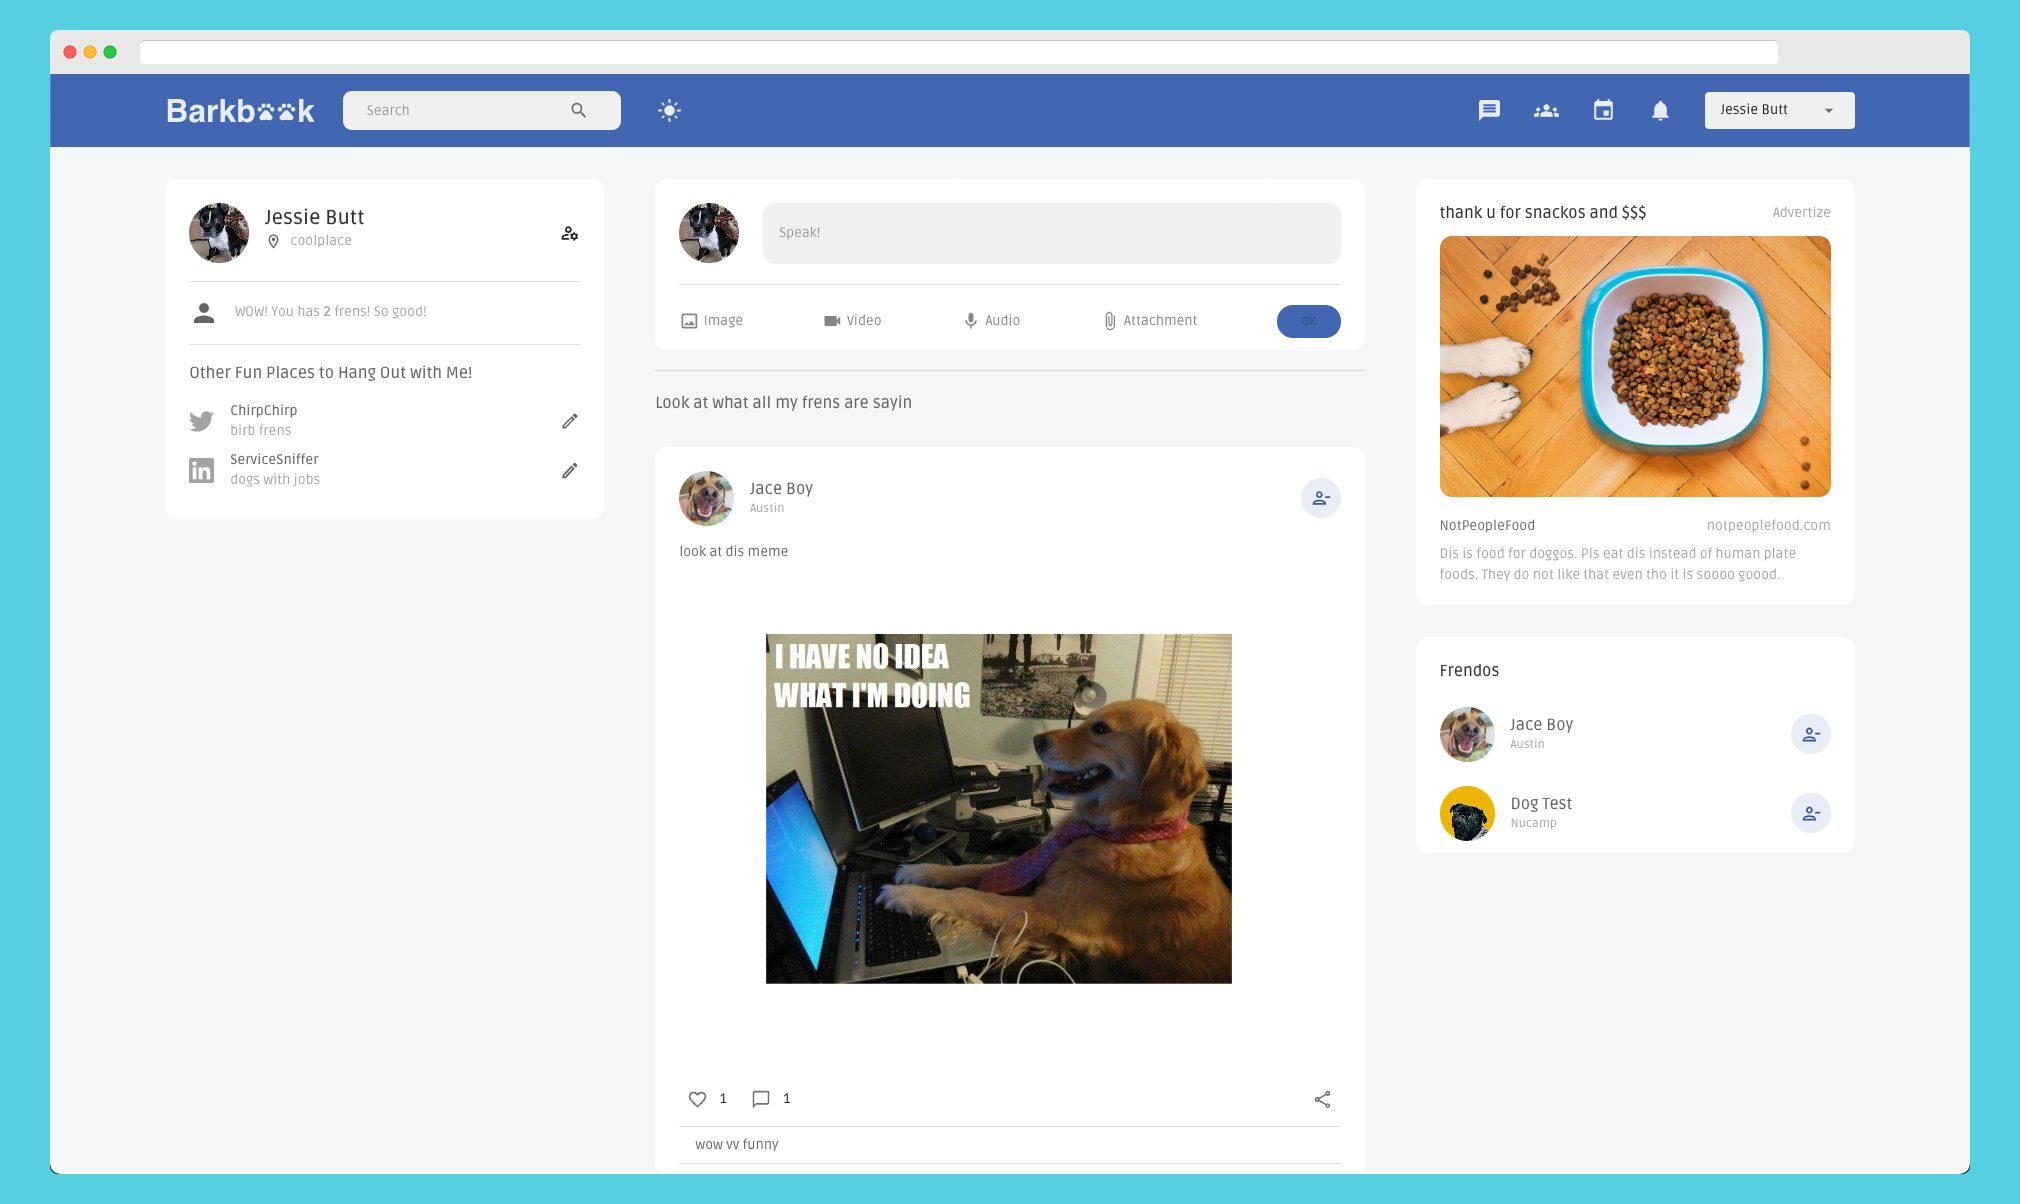 Barkbook
Search
Jessie Butt
Jessie Butt
coolplace
WOW! You has 2 frens! So good!
Other Fun Places to Hang Out with Me!
ChirpChirp
birb frens
ServiceSniffer
dogs with jobs
Speak!
Image
Video
Audio
Attachment
OK
Look at what all my frens are sayin
Jace Boy
Austin
look at dis meme
I HAVE NO IDEA
WHAT I'M DOING
1
1
wow vv funny
thank u for snackos and $$$
Advertize
NotPeopleFood
notpeoplefood.com
Dis is food for doggos. Pls eat dis instead of human plate
foods. They do not like that even tho it is soooo goood.
Frendos
Jace Boy
Austin
Dog Test
Nucamp